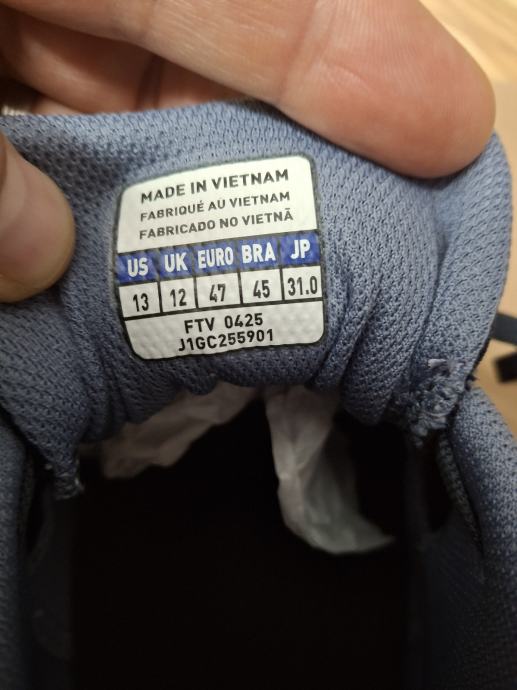 MADE IN VIETNAM
FABRIQUÉ AU VIETNAM
FABRICADO NO VIETNÃ
US UK EURO BRA JP
13 12 47 45 31.0
FTV 0425
J1GC255901